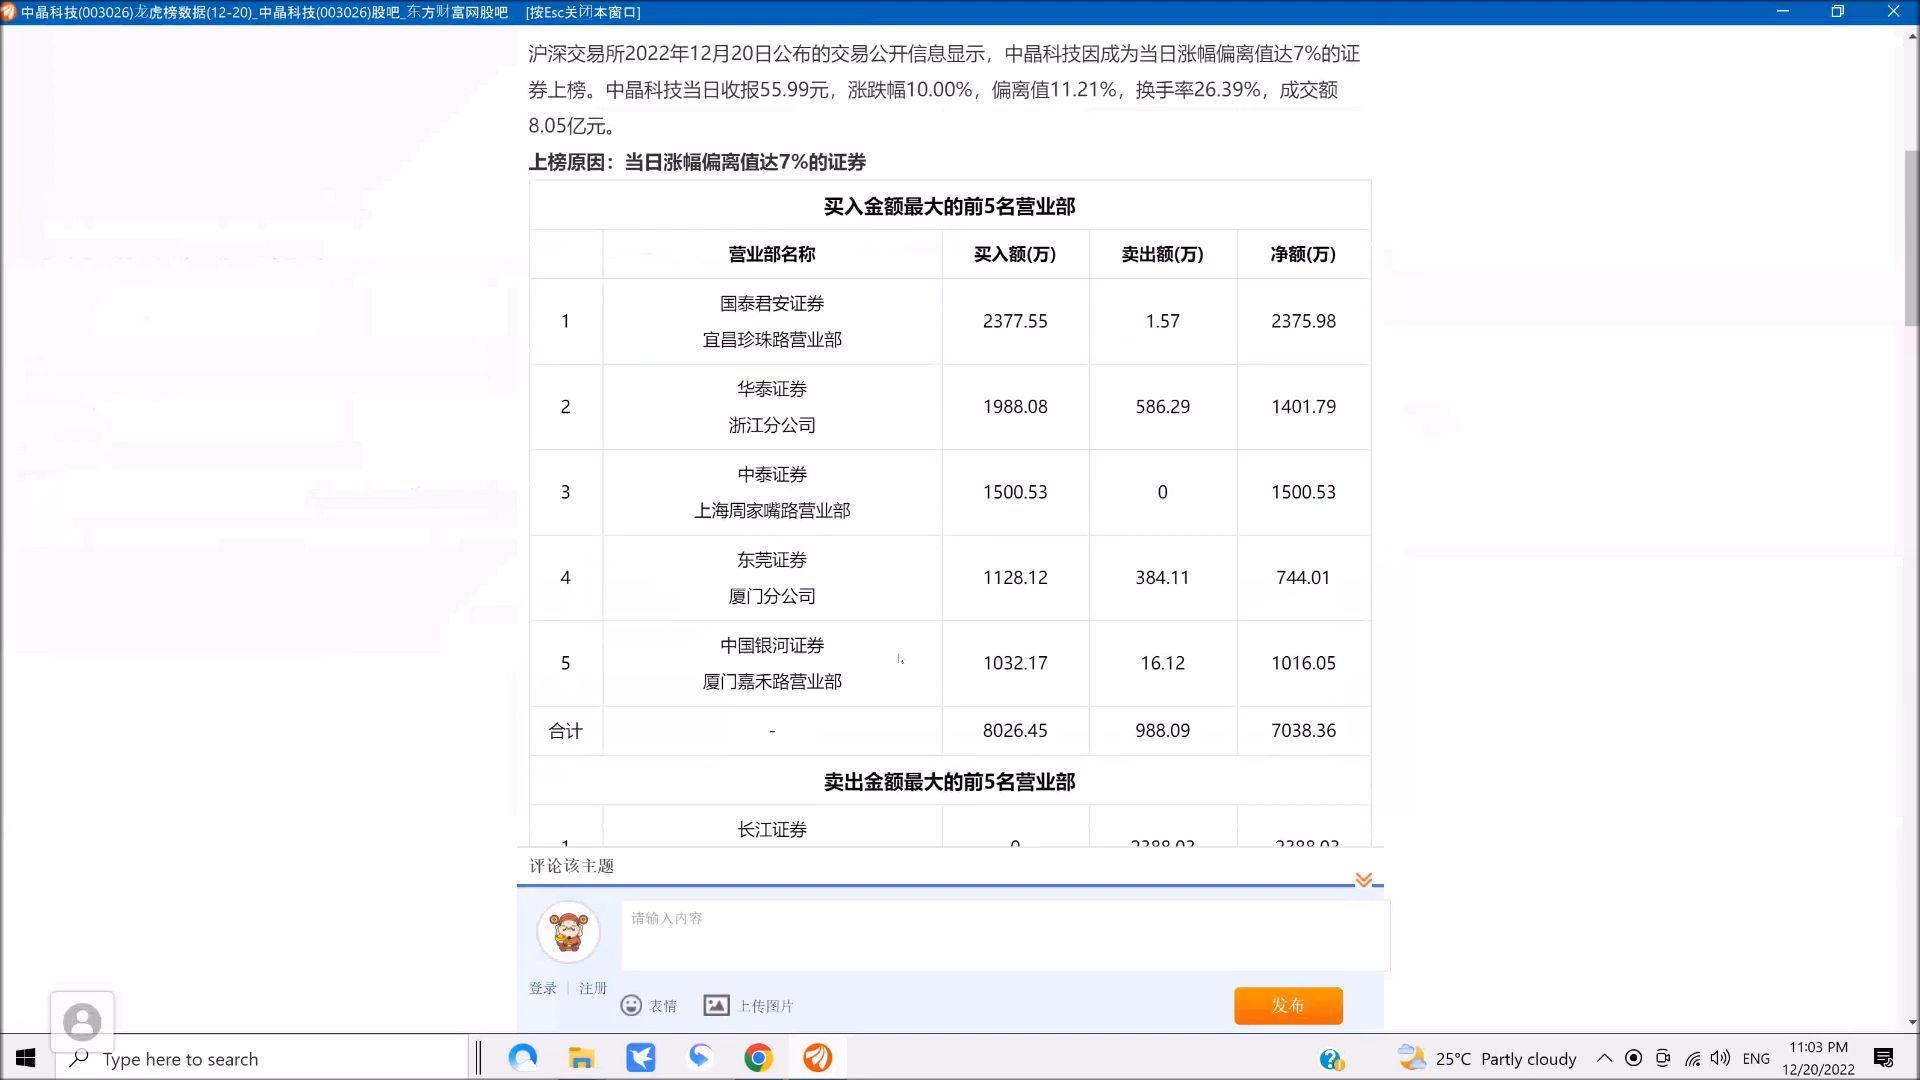 中晶科技(003026)龙虎榜数据(12-20)_中晶科技(003026)股吧_东方财富网股吧 [按Esc关闭本窗口]
沪深交易所2022年12月20日公布的交易公开信息显示，中晶科技因成为当日涨幅偏离值达7%的证
券上榜。中晶科技当日收报55.99元，涨跌幅10.00%，偏离值11.21%，换手率26.39%，成交额
8.05亿元。
上榜原因：当日涨幅偏离值达7%的证券
买入金额最大的前5名营业部
营业部名称 买入额(万) 卖出额(万) 净额(万)
国泰君安证券
1 2377.55 1.57 2375.98
宜昌珍珠路营业部
华泰证券
2 1988.08 586.29 1401.79
浙江分公司
中泰证券
3 1500.53 0 1500.53
上海周家嘴路营业部
东莞证券
4 1128.12 384.11 744.01
厦门分公司
中国银河证券
5 1032.17 16.12 1016.05
厦门嘉禾路营业部
合计 - 8026.45 988.09 7038.36
卖出金额最大的前5名营业部
长江证券
评论该主题
请输入内容
登录 | 注册
表情 上传图片 发布
Type here to search
25°C Partly cloudy
ENG
11:03 PM
12/20/2022